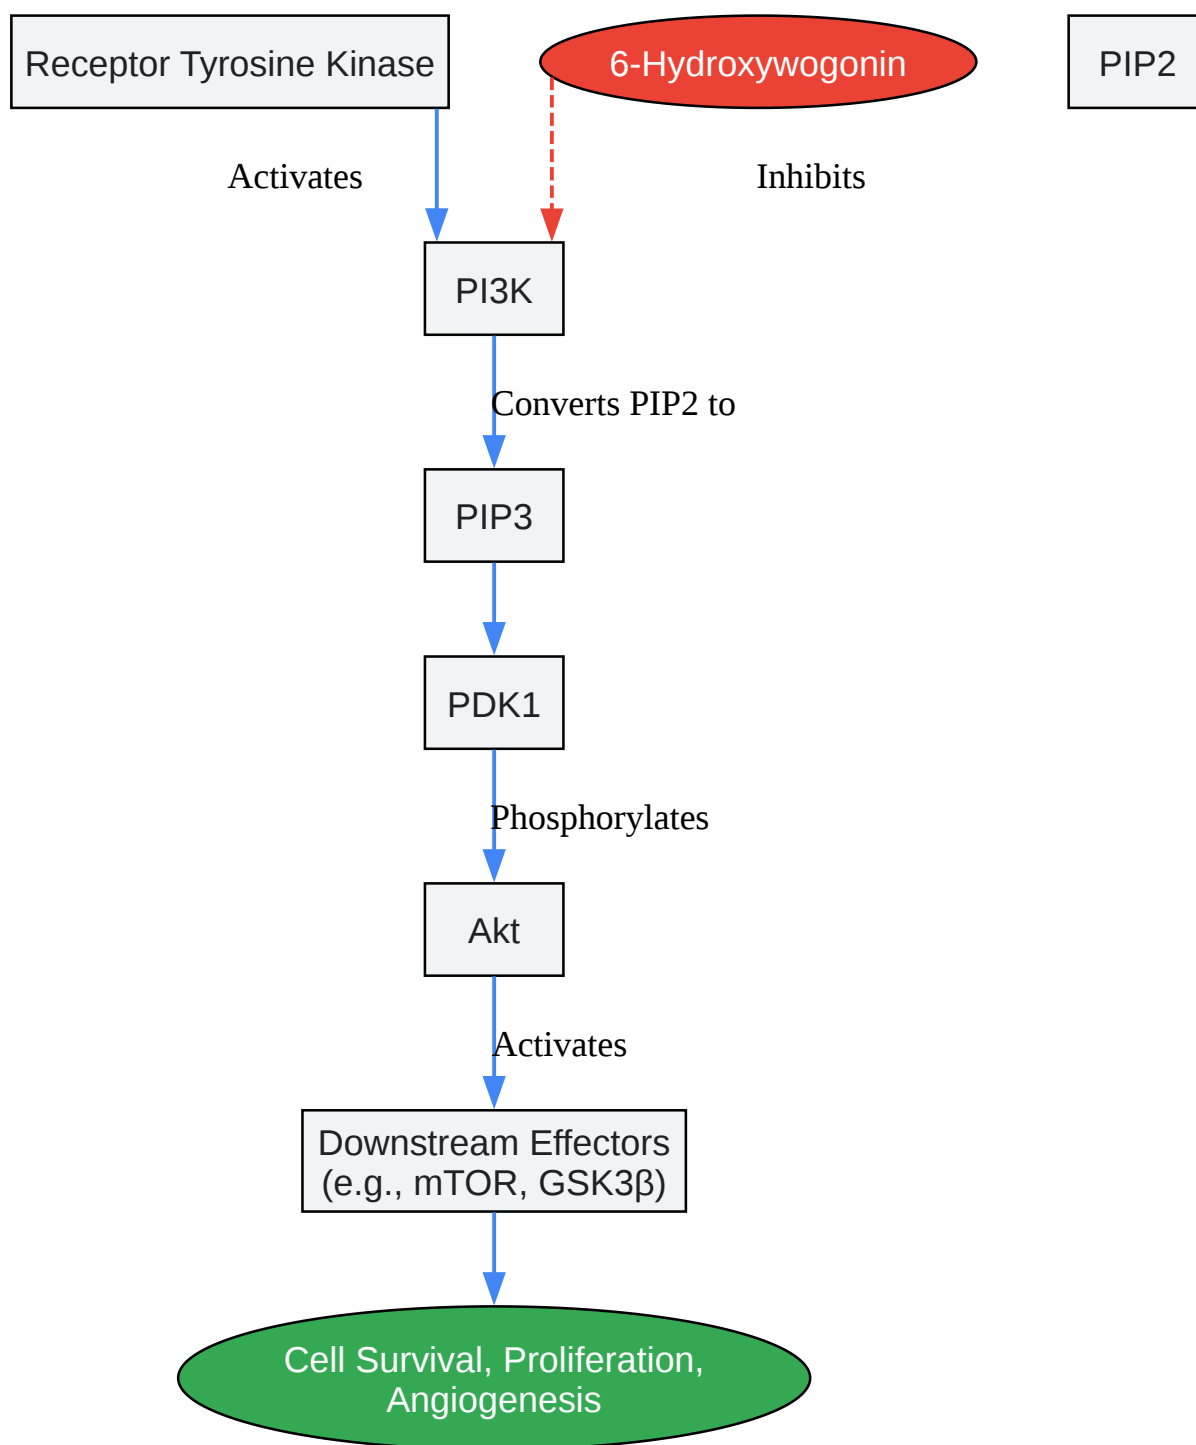 Receptor Tyrosine Kinase
6-Hydroxywogonin
PIP2
Activates
Inhibits
PI3K
Converts PIP2 to
PIP3
PDK1
Phosphorylates
Akt
Activates
Downstream Effectors
(e.g., mTOR, GSK3β)
Cell Survival, Proliferation,
Angiogenesis